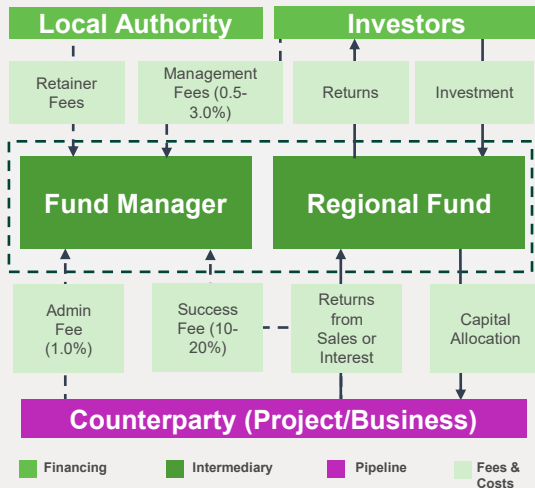 Local Authority
Investors
Retainer
Fees
Management
Fees (0.5-
3.0%)
Returns
Investment
Fund Manager
Regional Fund
Admin
Fee
(1.0%)
Success
Fee (10-
20%)
Returns
from
Sales or
Interest
Capital
Allocation
Counterparty (Project/Business)
Financing
Intermediary
Pipeline
Fees &
Costs